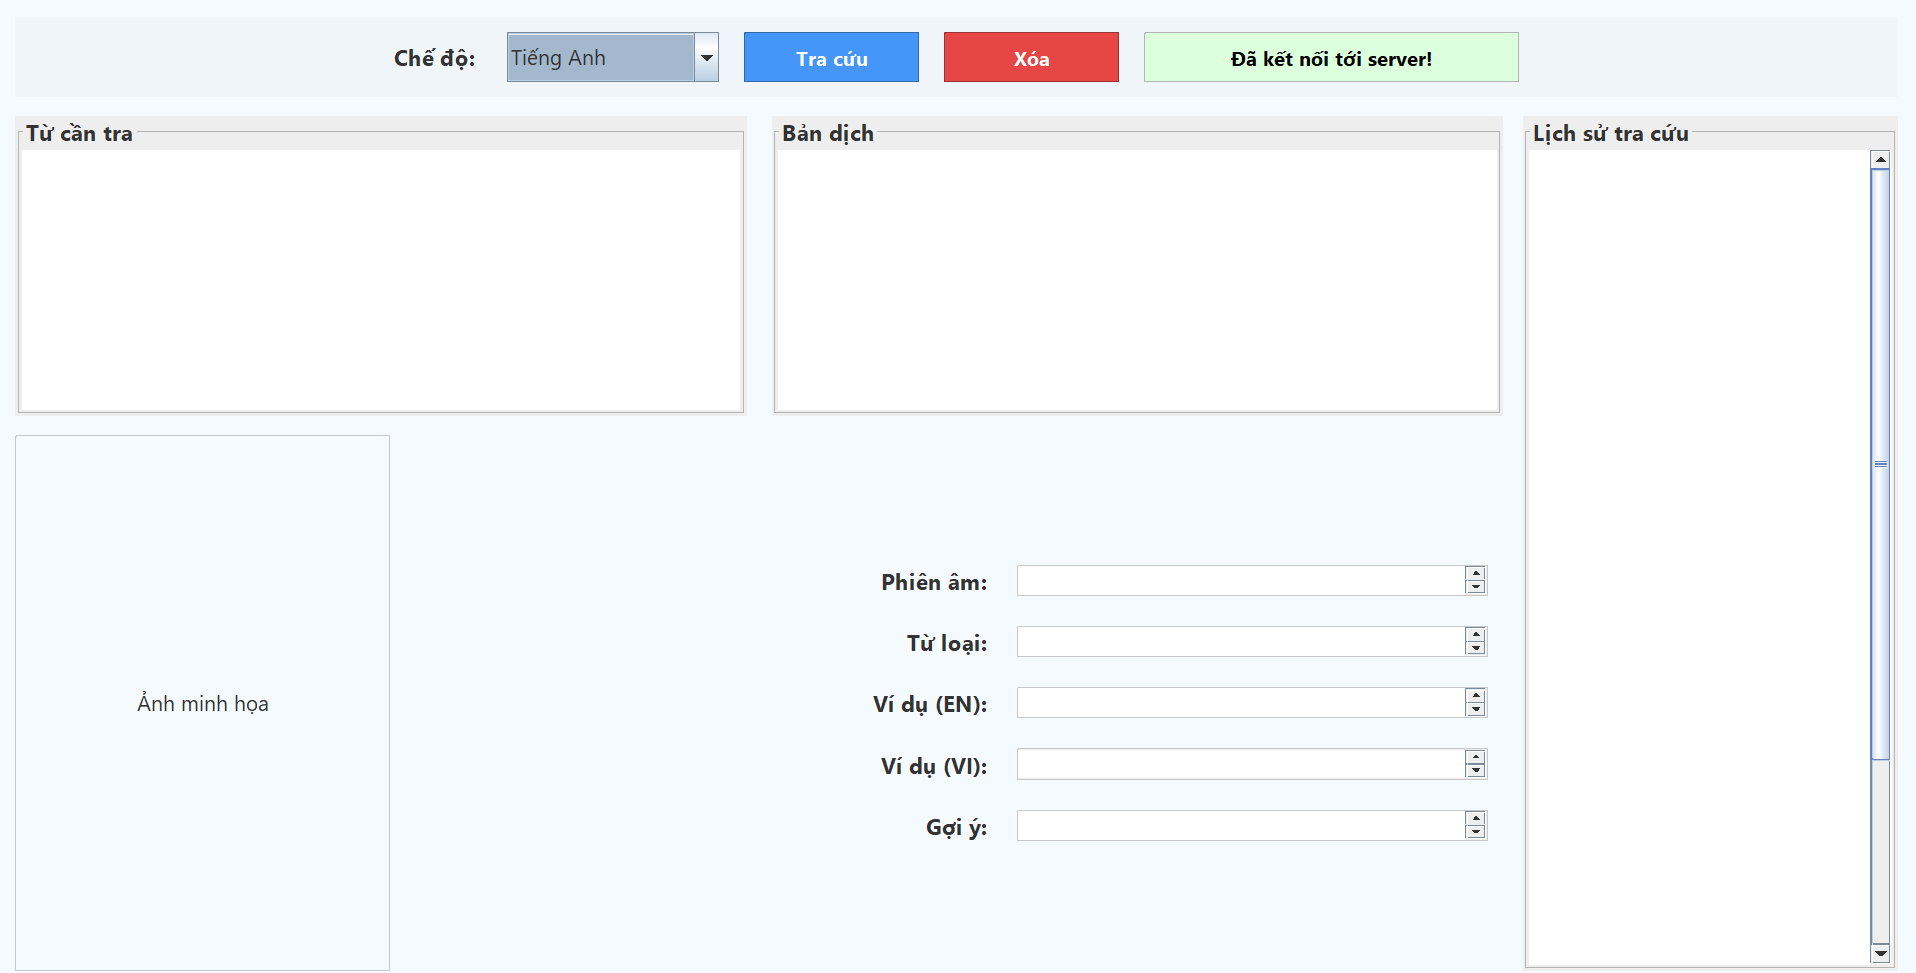 Chế độ:
Tiếng Anh
Tra cứu
Xóa
Đã kết nối tới server!
Từ cần tra
Bản dịch
Lịch sử tra cứu
Ảnh minh họa
Phiên âm:
Từ loại:
Ví dụ (EN):
Ví dụ (VI):
Gợi ý: